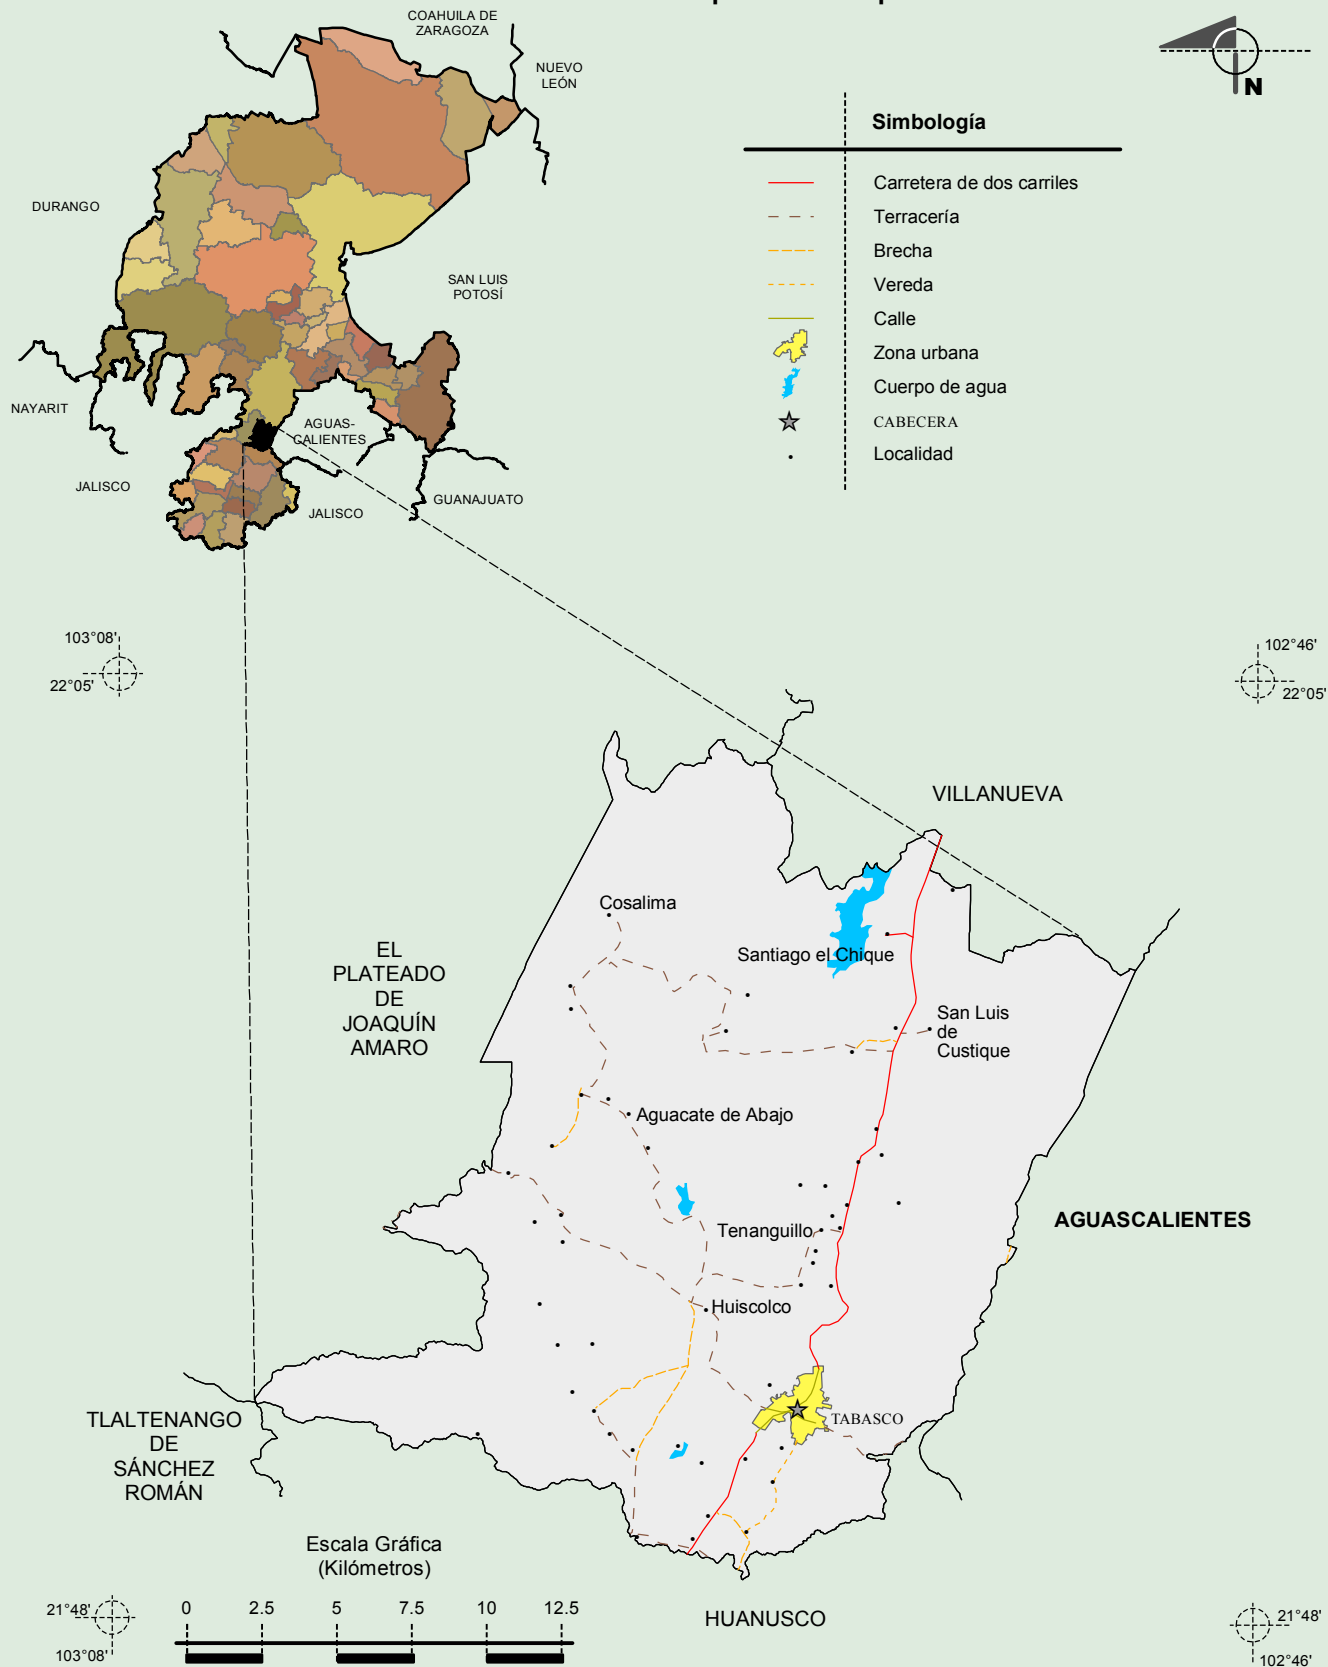 COAHUILA DE
ZARAGOZA
NUEVO
LEÓN
N
Simbología
Carretera de dos carriles
Terracería
Brecha
Vereda
Calle
Zona urbana
Cuerpo de agua
CABECERA
Localidad
DURANGO
SAN LUIS
POTOSÍ
NAYARIT
AGUAS-
CALIENTES
JALISCO
GUANAJUATO
JALISCO
103°08'
22°05'
102°46'
22°05'
VILLANUEVA
Cosalima
EL
PLATEADO
DE
JOAQUÍN
AMARO
Santiago el Chique
San Luis
de
Custique
Aguacate de Abajo
Tenanguillo
AGUASCALIENTES
Huiscolco
TLALTENANGO
DE
SÁNCHEZ
ROMÁN
TABASCO
Escala Gráfica
(Kilómetros)
0 2.5 5 7.5 10 12.5
HUANUSCO
21°48'
103°08'
21°48'
102°46'